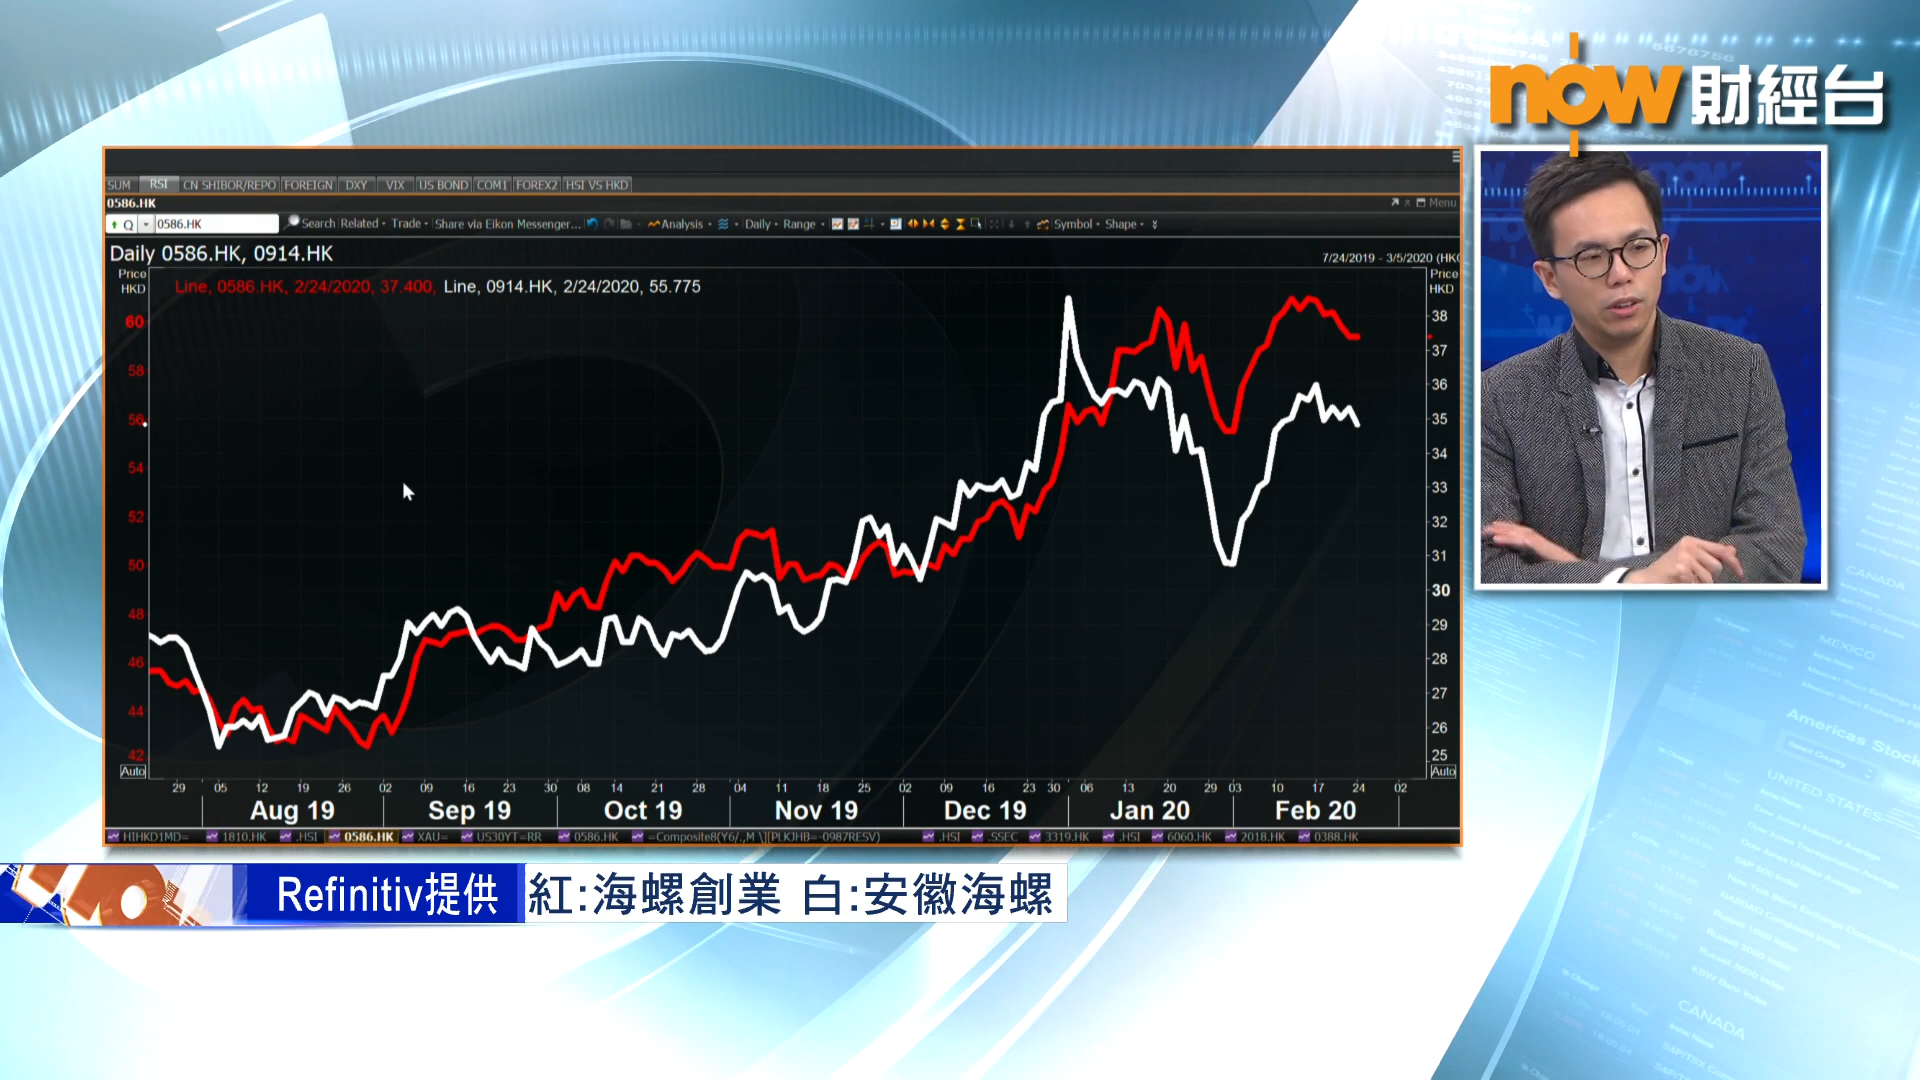 now財經台
SUM RSI CN SHIBOR/REPO FOREIGN DXY VIX US BOND COM1 FOREX2 HSI VS HKD
0586.HK
Menu
Q 0586.HK Search Related Trade Share via Eikon Messenger... Analysis Daily Range Symbol Shape
Daily 0586.HK, 0914.HK
7/24/2019 - 3/5/2020 (HK
Price
HKD
Line, 0586.HK, 2/24/2020, 37.400, Line, 0914.HK, 2/24/2020, 55.775
Price
HKD
60
58
56
54
52
50
48
46
44
42
Auto
38
37
36
35
34
33
32
31
30
29
28
27
26
25
Auto
29 05 12 19 26 02 09 16 23 30 08 14 21 28 04 11 18 25 02 09 16 23 30 06 13 20 29 03 10 17 24 02
Aug 19 Sep 19 Oct 19 Nov 19 Dec 19 Jan 20 Feb 20
HIHKD1MD= 1810.HK .HSI 0586.HK XAU= US30YT=RR 0586.HK .HSI .SSEC 3319.HK .HSI 6060.HK 2018.HK 0388.HK
Refinitiv提供 紅:海螺創業 白:安徽海螺
CANADA
MEXICO
Americas Stock
UNITED STATES
CANADA